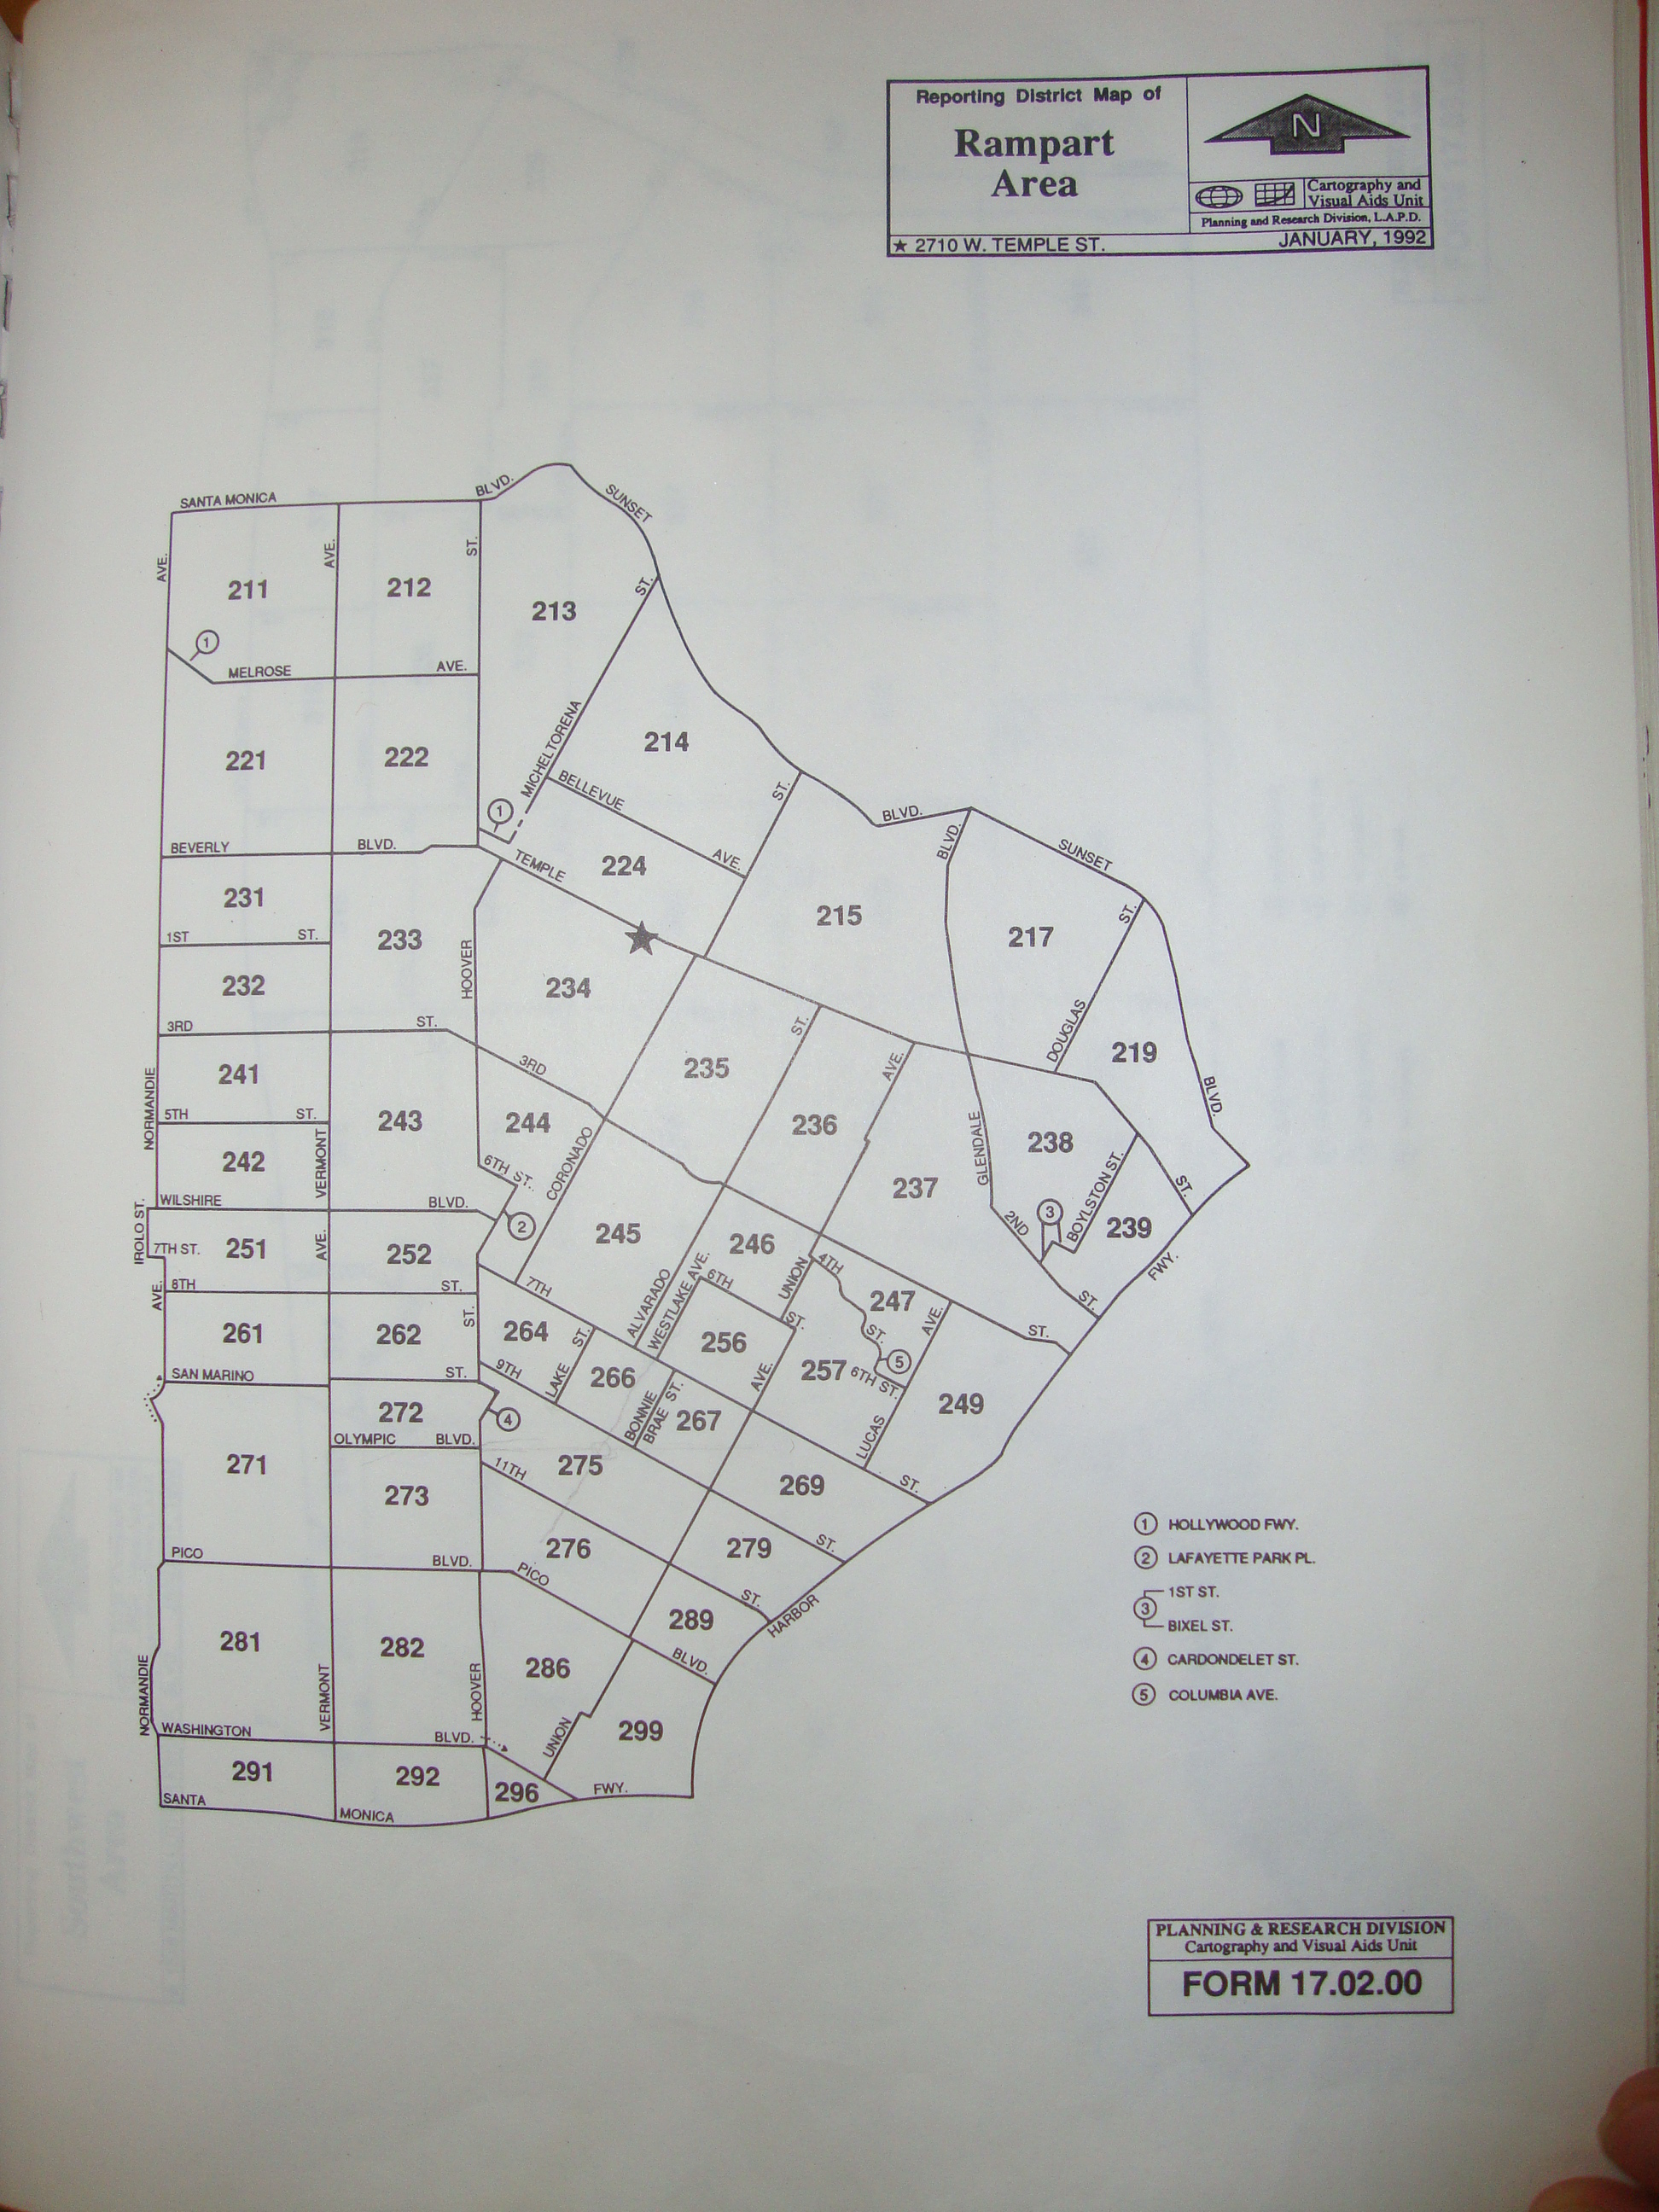 Reporting District Map of
Rampart
Area
N
Cartography and
Visual Aids Unit
Planning and Research Division, L.A.P.D.
★ 2710 W. TEMPLE ST.
JANUARY, 1992
SANTA MONICA
BLVD.
SUNSET
AVE.
AVE.
ST.
211
212
213
ST.
1
MELROSE
AVE.
MICHELTORENA
214
221
222
BELLEVUE
ST.
1
BLVD.
BLVD.
SUNSET
BEVERLY
BLVD.
TEMPLE
224
AVE.
231
215
217
ST.
1ST
ST.
233
HOOVER
232
234
3RD
ST.
ST.
DOUGLAS
219
241
3RD
235
AVE.
BLVD.
NORMANDIE
5TH
ST.
243
244
236
GLENDALE
238
242
VERMONT
6TH ST.
CORONADO
237
BOYLSTON ST.
ST.
WILSHIRE
BLVD.
2
2ND
3
239
IROLO ST.
7TH ST.
251
AVE.
252
245
246
FWY.
AVE.
8TH
ST.
7TH
ALVARADO
WESTLAKE AVE.
6TH
UNION
4TH
247
ST.
261
262
ST.
264
ST.
256
ST.
ST.
AVE.
ST.
SAN MARINO
ST.
9TH
LAKE
266
AVE.
257
5
6TH ST.
249
272
4
BONNIE
BRAE ST.
267
OLYMPIC
BLVD.
LUCAS
271
273
11TH
275
269
ST.
PICO
BLVD.
276
279
ST.
PICO
ST.
289
HARBOR
281
282
286
BLVD.
NORMANDIE
VERMONT
HOOVER
WASHINGTON
BLVD.
UNION
299
291
292
296
FWY.
SANTA
MONICA
1 HOLLYWOOD FWY.
2 LAFAYETTE PARK PL.
1ST ST.
3
BIXEL ST.
4 CARDONDELET ST.
5 COLUMBIA AVE.
PLANNING & RESEARCH DIVISION
Cartography and Visual Aids Unit
FORM 17.02.00